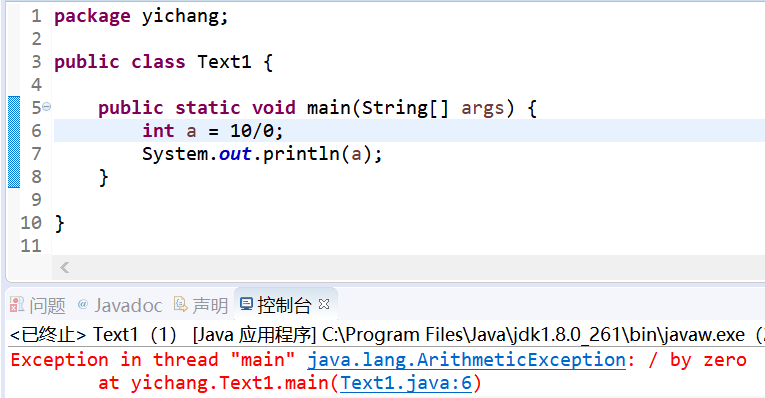 1 package yichang;
2
3 public class Text1 {
4
5 public static void main(String[] args) {
6 int a = 10/0;
7 System.out.println(a);
8 }
9
10 }
11
问题 @ Javadoc 声明 控制台
<已终止> Text1（1） [Java 应用程序] C:\Program Files\Java\jdk1.8.0_261\bin\javaw.exe（
Exception in thread "main" java.lang.ArithmeticException: / by zero
at yichang.Text1.main(Text1.java:6)